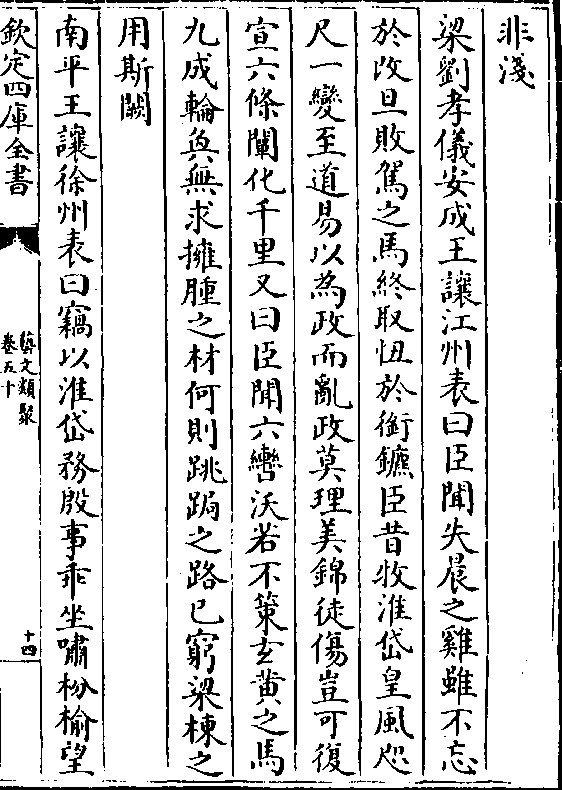 非淺
梁劉孝儀安成王讓江州表曰臣聞失晨之雞雖不忘
於改旦敗駕之馬終取忸於銜鑣臣昔牧淮岱皇風咫
尺一變至道易以為政而亂政莫理美錦徒傷豈可復
宣六條闡化千里又曰臣聞六轡沃若不策玄黄之馬
九成輪奐無求擁腫之材何則跳跼之路已窮梁棟之
用斯闕
南平王讓徐州表曰竊以淮岱務殷事乖坐嘯枌榆望
欽定四庫全書
藝文類聚
卷五十
十四